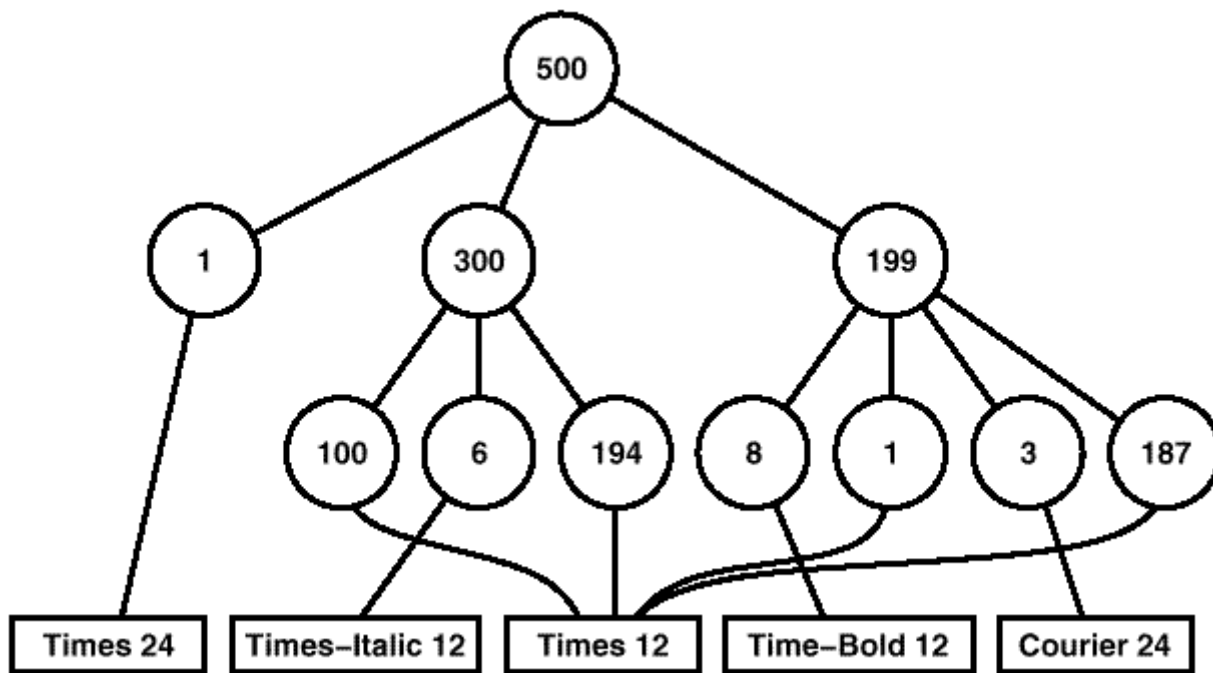 500
1
300
199
100
6
194
8
1
3
187
Times 24
Times-Italic 12
Times 12
Time-Bold 12
Courier 24